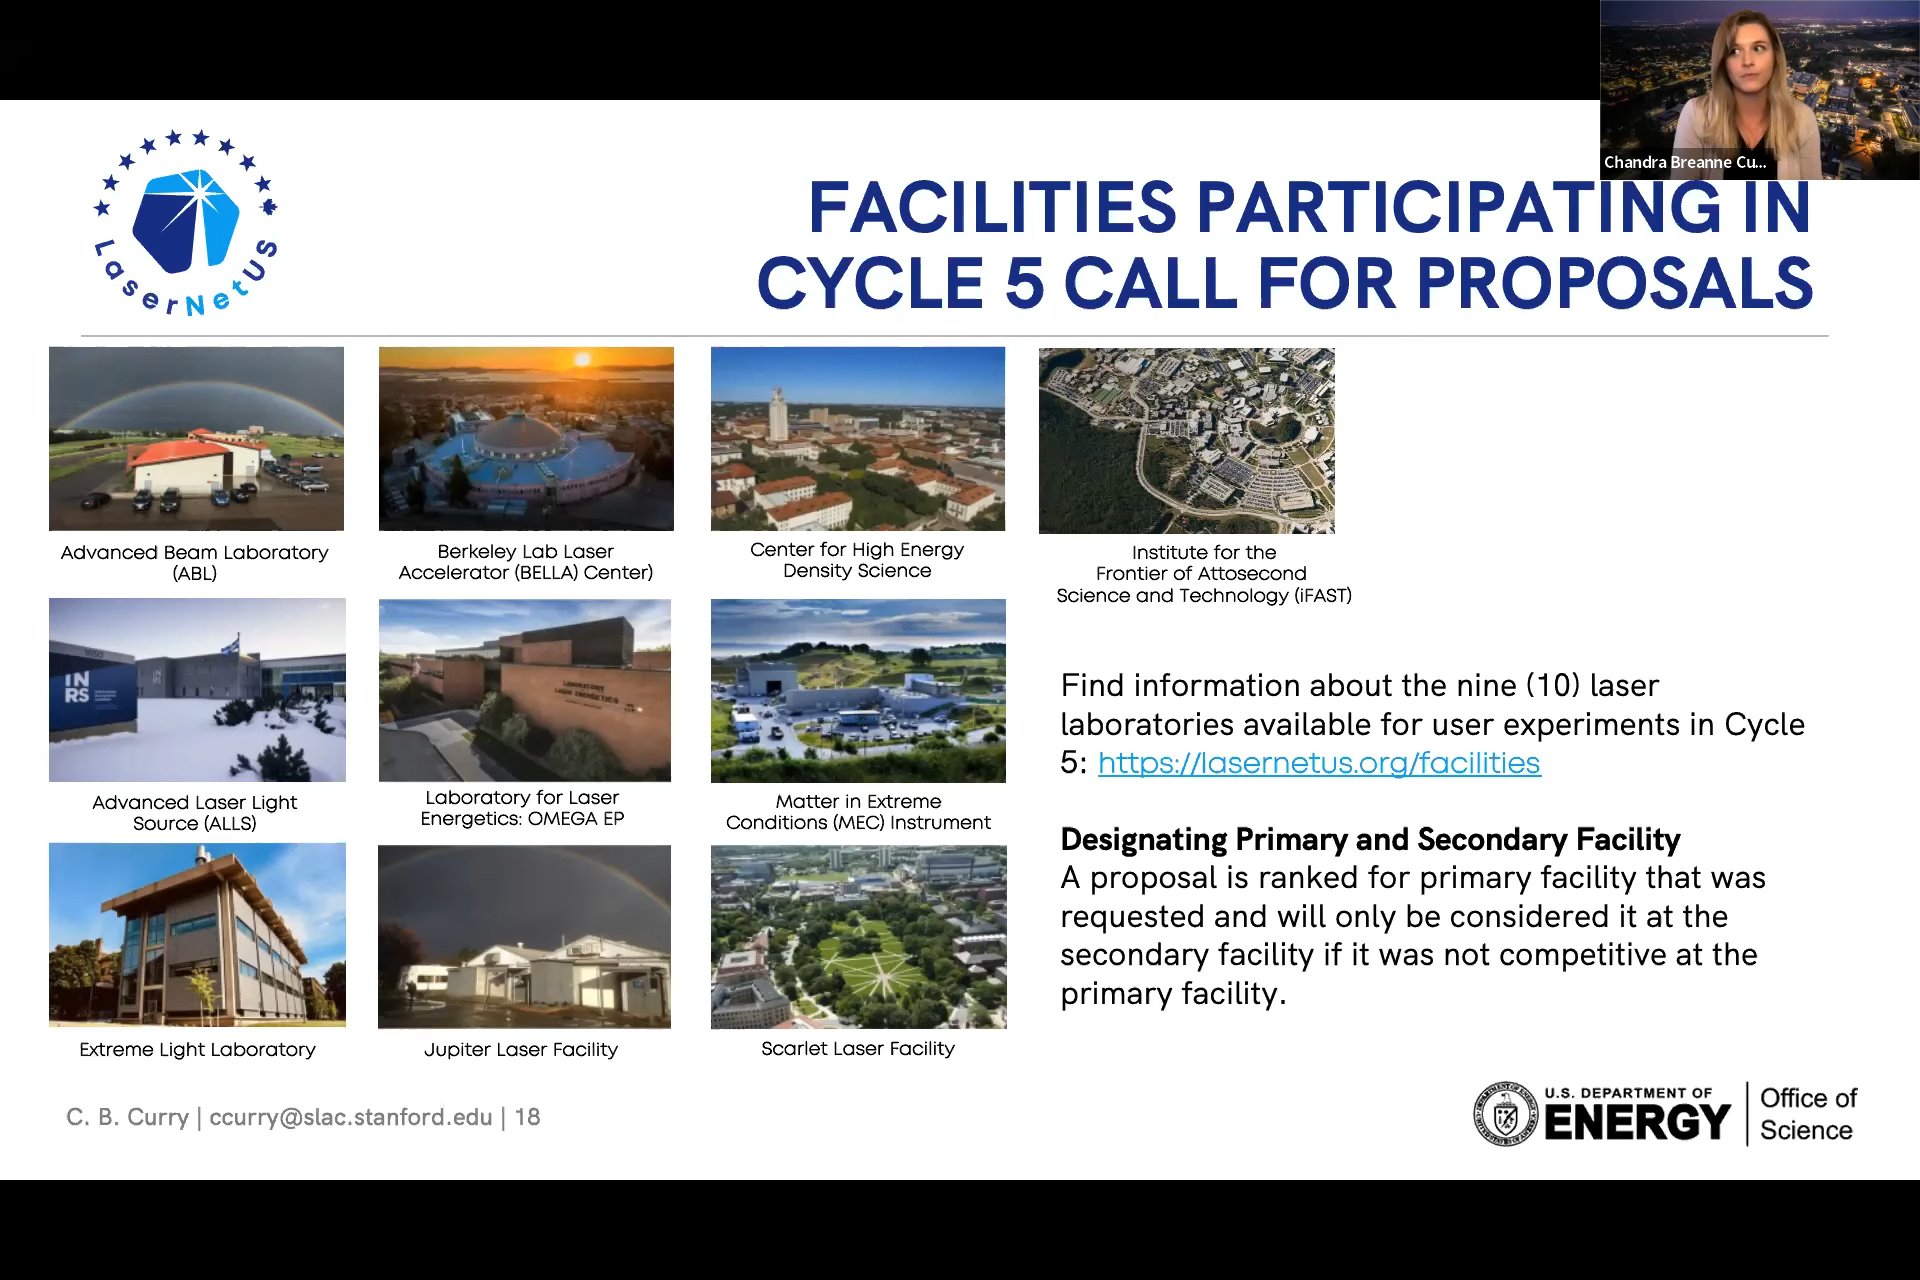 Chandra Breanne Cu...
LaserNetUS
FACILITIES PARTICIPATING IN
CYCLE 5 CALL FOR PROPOSALS
Advanced Beam Laboratory
(ABL)
Berkeley Lab Laser
Accelerator (BELLA) Center)
Center for High Energy
Density Science
Institute for the
Frontier of Attosecond
Science and Technology (iFAST)
INRS
Advanced Laser Light
Source (ALLS)
LABORATORY
LASER ENERGETICS
Laboratory for Laser
Energetics: OMEGA EP
Matter in Extreme
Conditions (MEC) Instrument
Extreme Light Laboratory
Jupiter Laser Facility
Scarlet Laser Facility
Find information about the nine (10) laser
laboratories available for user experiments in Cycle
5: https://lasernetus.org/facilities
Designating Primary and Secondary Facility
A proposal is ranked for primary facility that was
requested and will only be considered it at the
secondary facility if it was not competitive at the
primary facility.
C. B. Curry | ccurry@slac.stanford.edu | 18
U.S. DEPARTMENT OF
ENERGY
Office of
Science